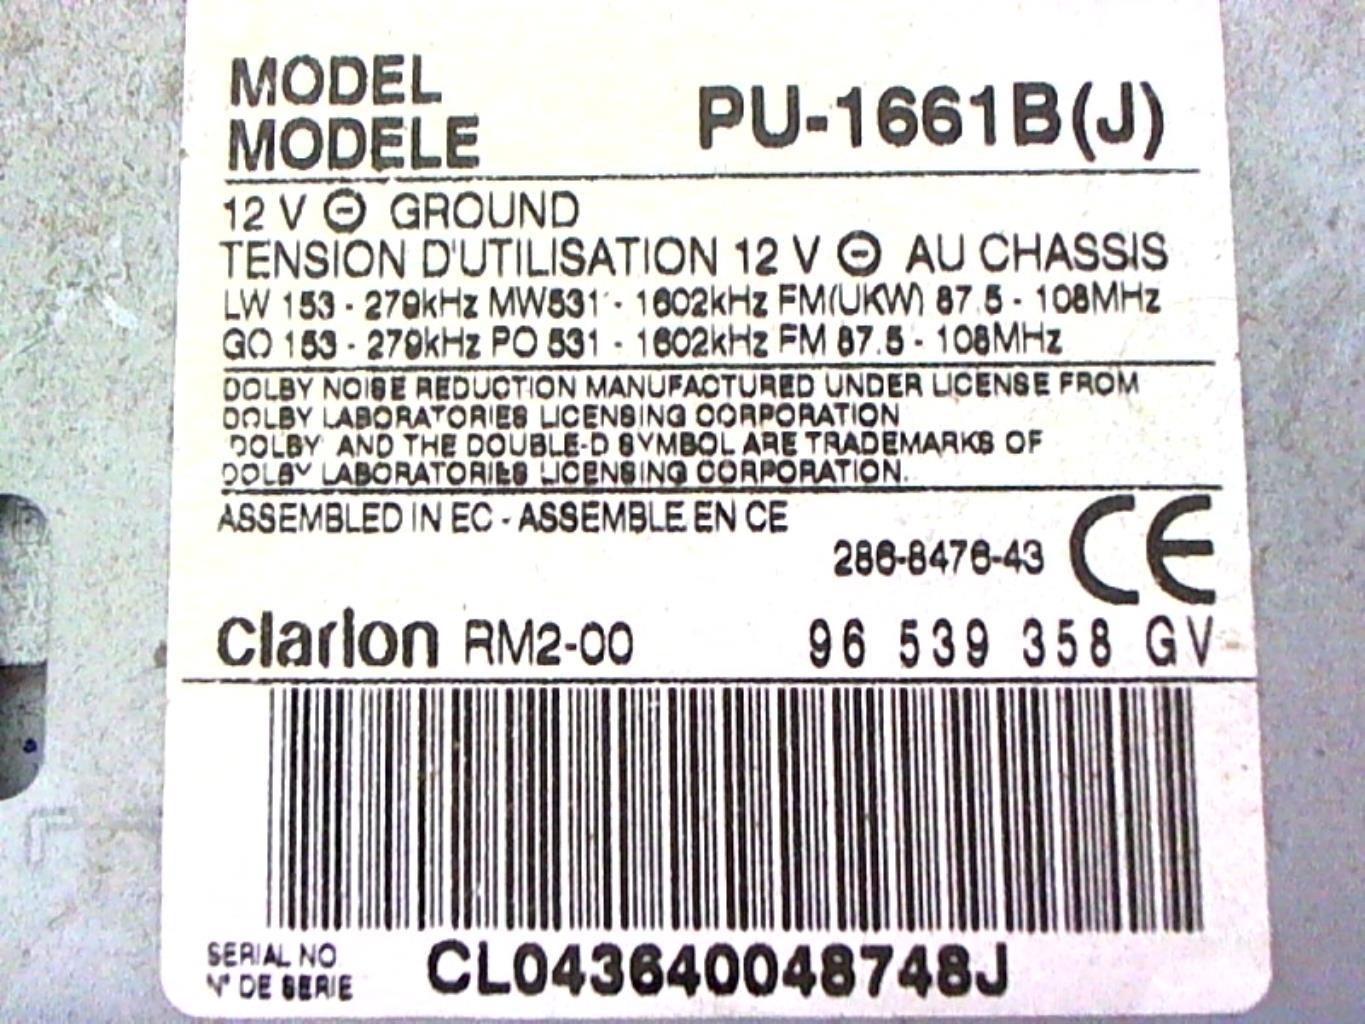 MODEL
MODELE
PU-1661B(J)
12 V ⊖ GROUND
TENSION D'UTILISATION 12 V ⊖ AU CHASSIS
LW 153 - 279kHz MW531 - 1602kHz FM(UKW) 87.5 - 108MHz
GO 153 - 279kHz PO 531 - 1602kHz FM 87.5 - 108MHz
DOLBY NOISE REDUCTION MANUFACTURED UNDER LICENSE FROM
DOLBY LABORATORIES LICENSING CORPORATION
'DOLBY' AND THE DOUBLE-D SYMBOL ARE TRADEMARKS OF
DOLBY LABORATORIES LICENSING CORPORATION.
ASSEMBLED IN EC - ASSEMBLE EN CE
286-8476-43 CE
Clarion RM2-00 96 539 358 GV
SERIAL NO
N° DE SERIE
CL043640048748J